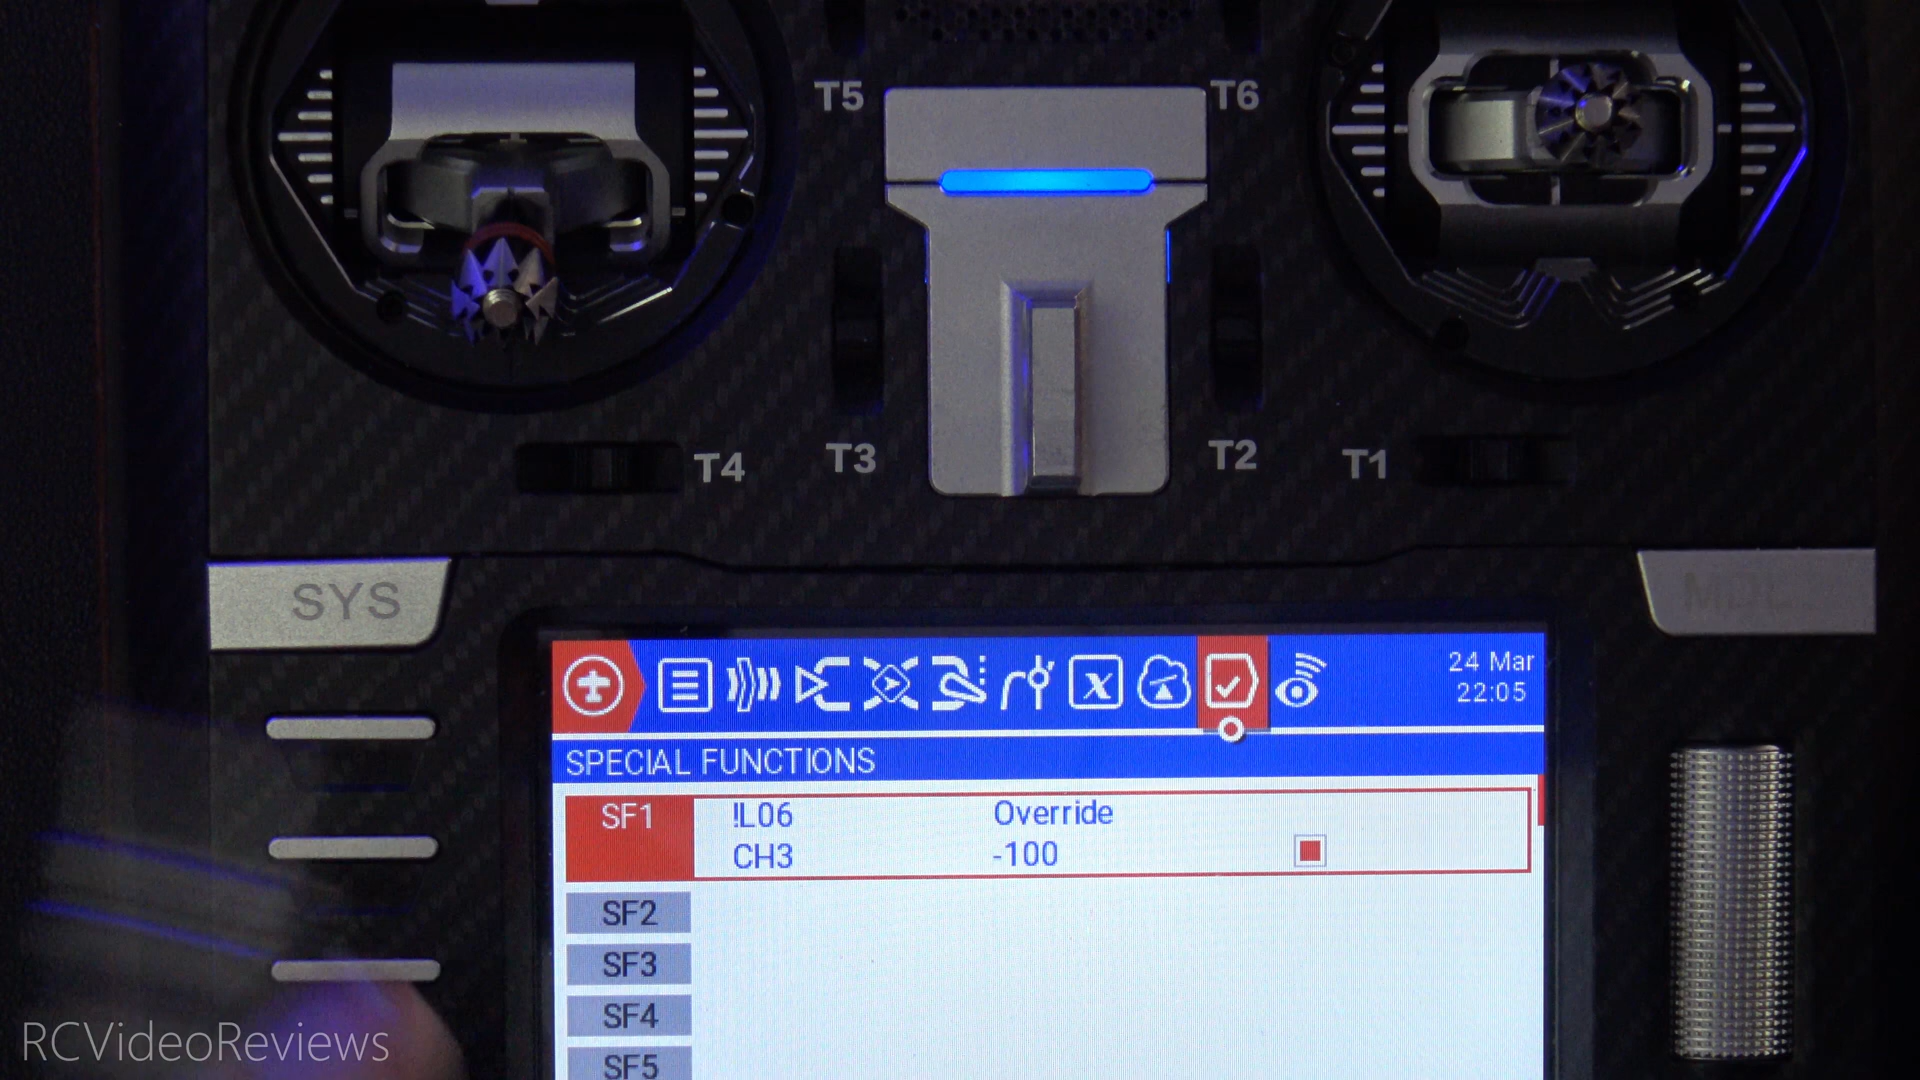 T5
T6
T4
T3
T2
T1
SYS
MDL
24 Mar
22:05
SPECIAL FUNCTIONS
SF1
!L06
Override
CH3
-100
SF2
SF3
SF4
SF5
RCVideoReviews